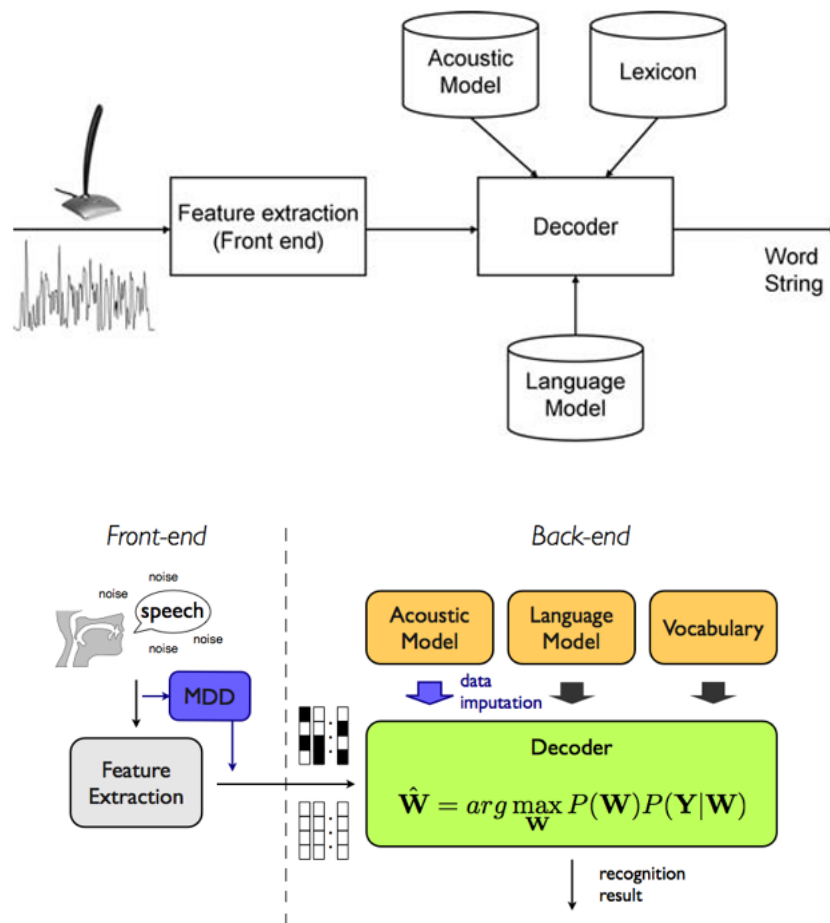 Acoustic
Model
Lexicon
Feature extraction
(Front end)
Decoder
Word
String
Language
Model
Front-end
Back-end
noise
noise
speech
noise
noise
MDD
Feature
Extraction
Acoustic
Model
Language
Model
Vocabulary
data
imputation
Decoder
Ŵ = arg max P(W)P(Y|W)
W
recognition
result